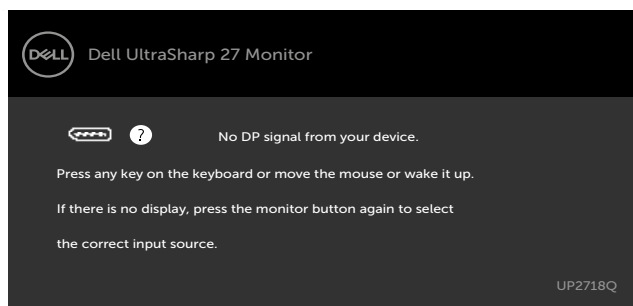 DELL
Dell UltraSharp 27 Monitor
?
No DP signal from your device.
Press any key on the keyboard or move the mouse or wake it up.
If there is no display, press the monitor button again to select
the correct input source.
UP2718Q